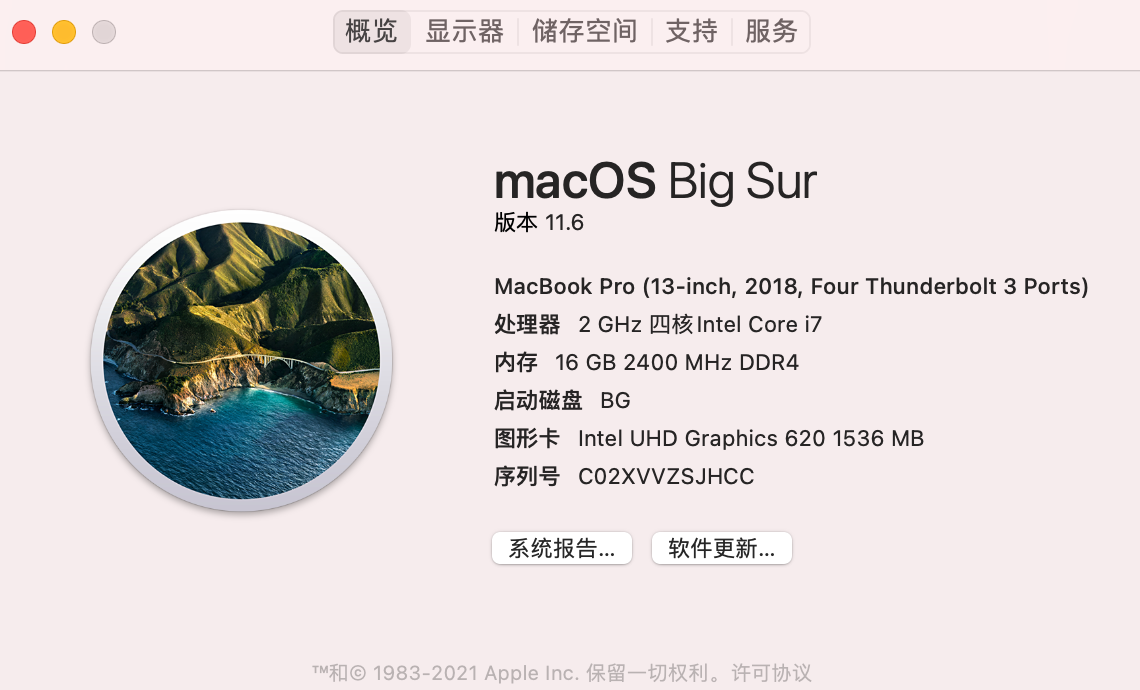 概览 显示器 储存空间 支持 服务
macOS Big Sur
版本 11.6
MacBook Pro (13-inch, 2018, Four Thunderbolt 3 Ports)
处理器 2 GHz 四核Intel Core i7
内存 16 GB 2400 MHz DDR4
启动磁盘 BG
图形卡 Intel UHD Graphics 620 1536 MB
序列号 C02XVVZSJHCC
系统报告... 软件更新...
™和© 1983-2021 Apple Inc. 保留一切权利。许可协议